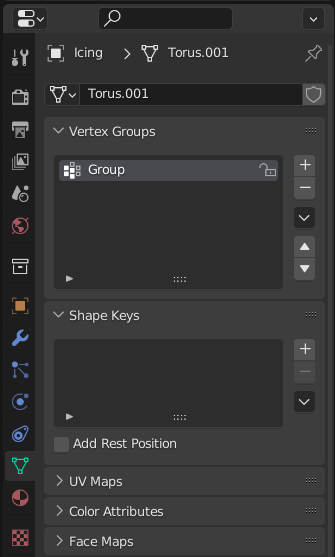 Icing > Torus.001
Torus.001
Vertex Groups
Group
Shape Keys
Add Rest Position
UV Maps
Color Attributes
Face Maps